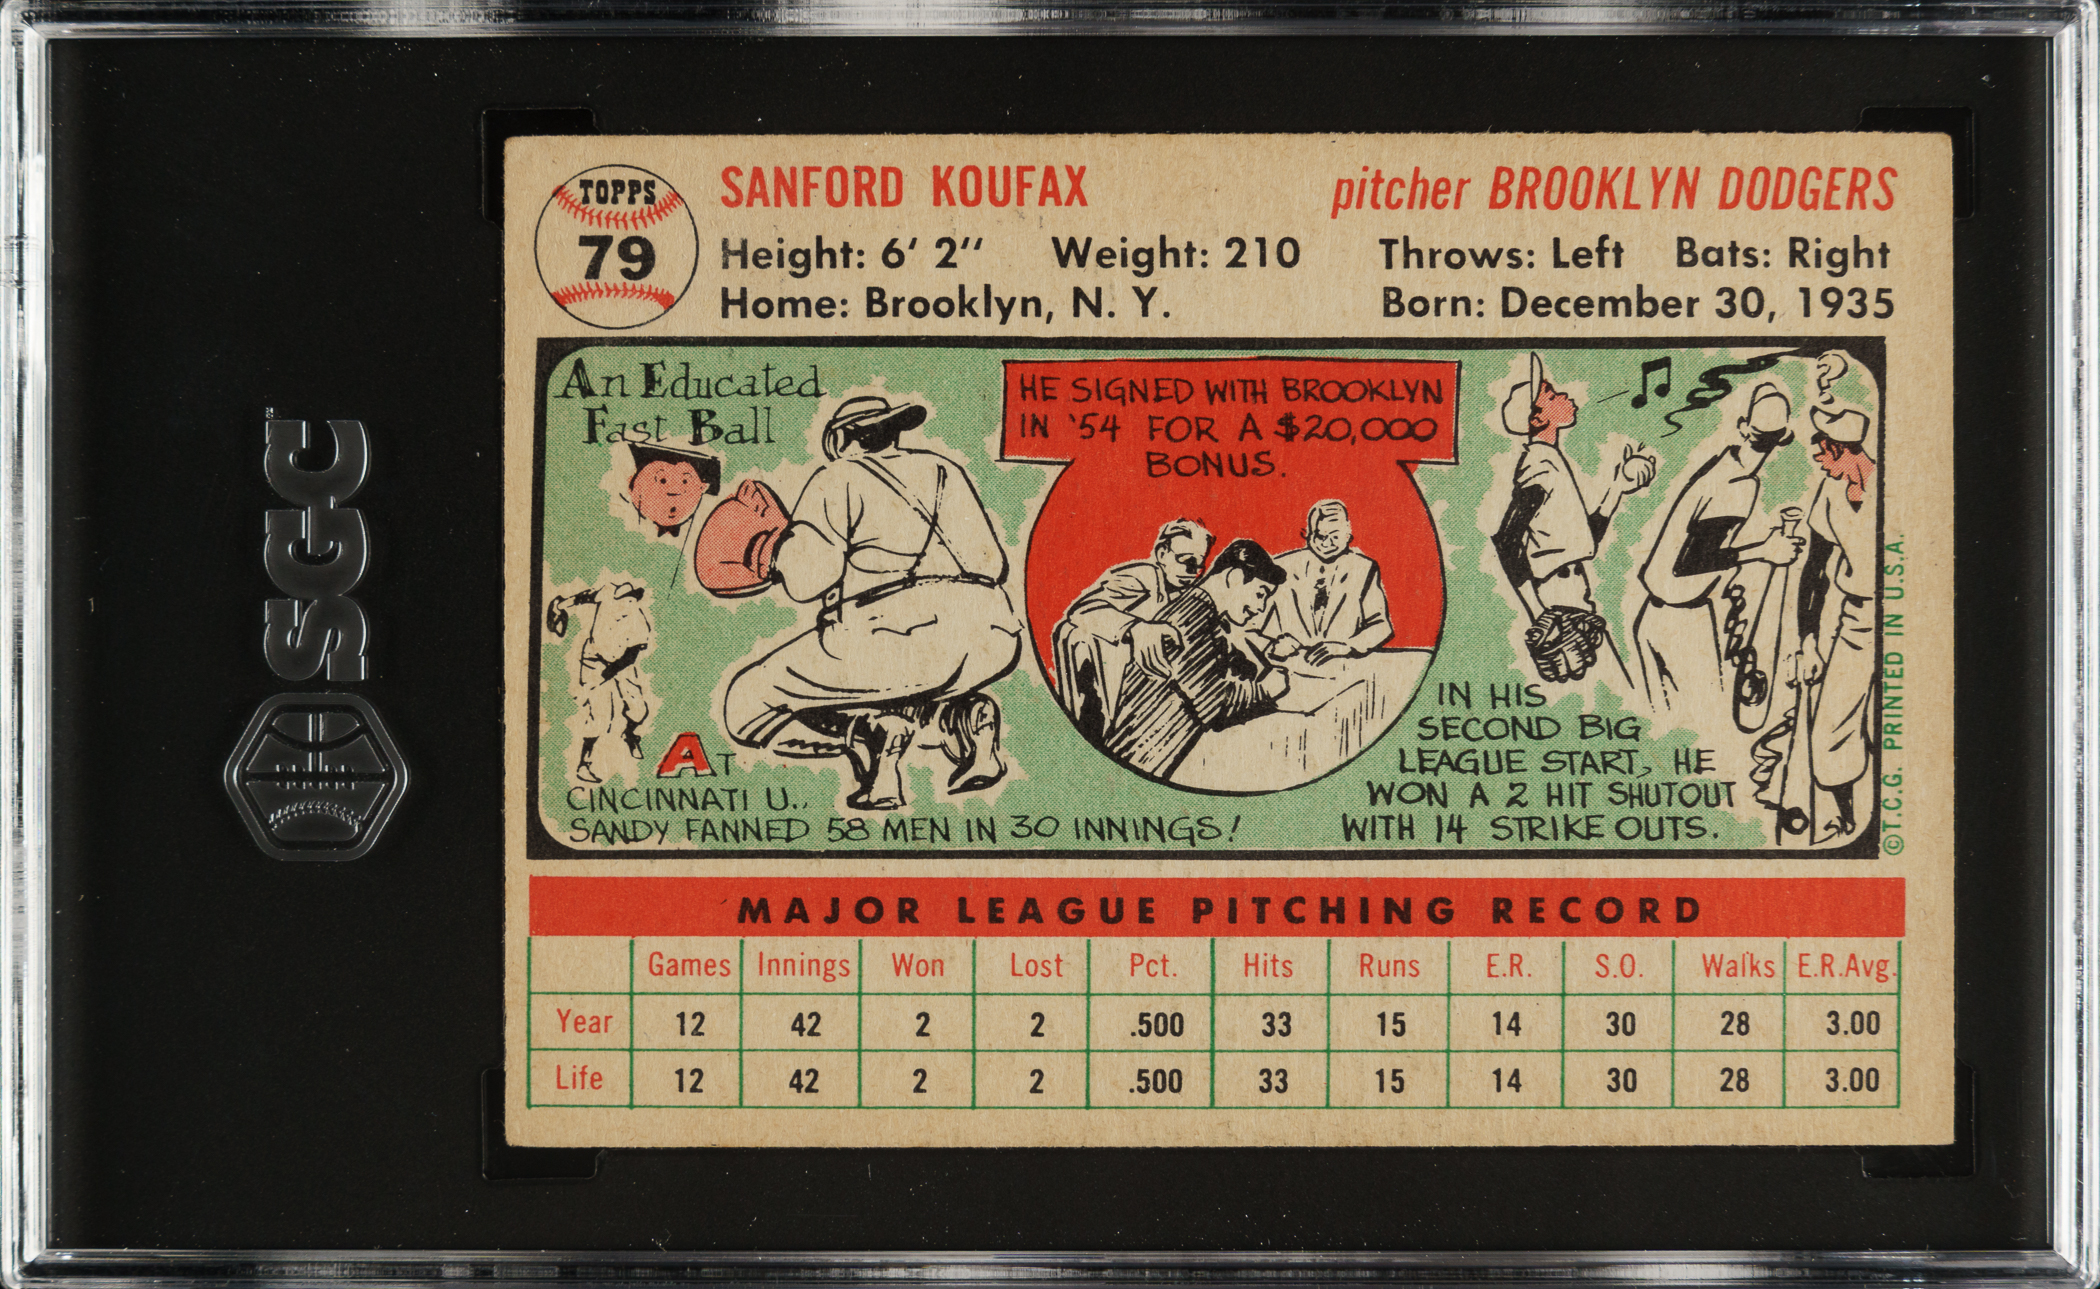 SGC
TOPPS
79
SANFORD KOUFAX
pitcher BROOKLYN DODGERS
Height: 6' 2" Weight: 210 Throws: Left Bats: Right
Home: Brooklyn, N. Y. Born: December 30, 1935
An Educated
Fast Ball
AT
CINCINNATI U.,
SANDY FANNED 58 MEN IN 30 INNINGS!
HE SIGNED WITH BROOKLYN
IN '54 FOR A $20,000
BONUS.
?
IN HIS
SECOND BIG
LEAGUE START, HE
WON A 2 HIT SHUTOUT
WITH 14 STRIKE OUTS.
©T.C.G. PRINTED IN U.S.A.
MAJOR LEAGUE PITCHING RECORD
Games Innings Won Lost Pct. Hits Runs E.R. S.O. Walks E.R.Avg.
Year 12 42 2 2 .500 33 15 14 30 28 3.00
Life 12 42 2 2 .500 33 15 14 30 28 3.00